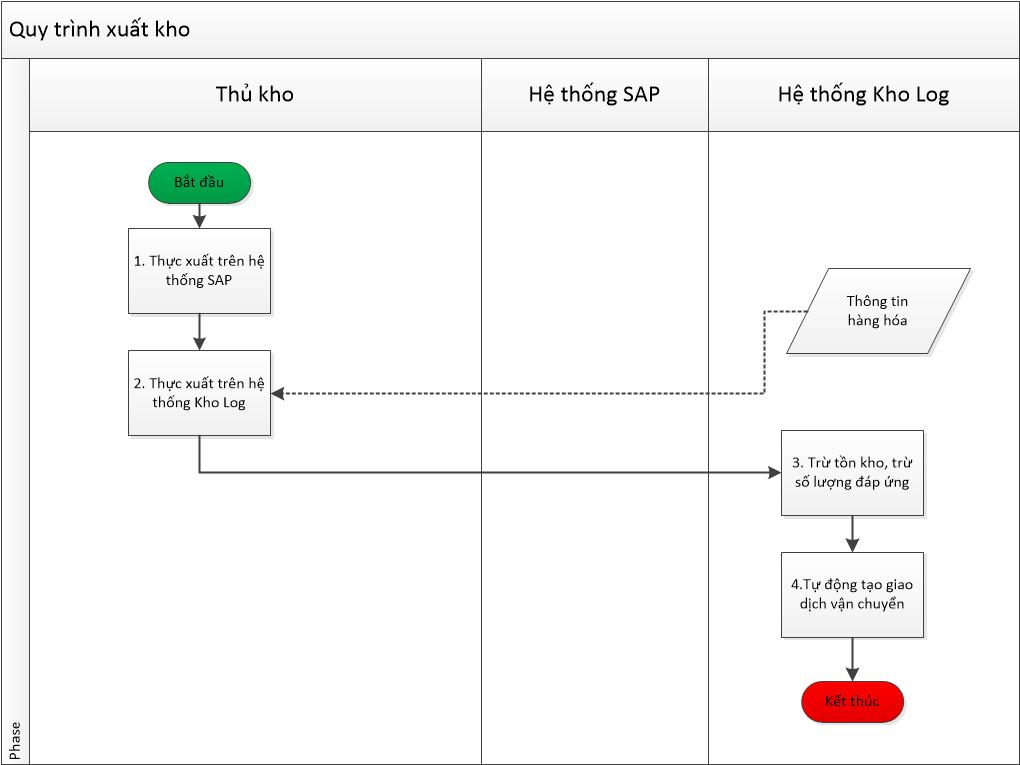 Quy trình xuất kho
Thủ kho
Hệ thống SAP
Hệ thống Kho Log
Bắt đầu
1. Thực xuất trên hệ
thống SAP
Thông tin
hàng hóa
2. Thực xuất trên hệ
thống Kho Log
3. Trừ tồn kho, trừ
số lượng đáp ứng
4.Tự động tạo giao
dịch vận chuyển
Kết thúc
Phase